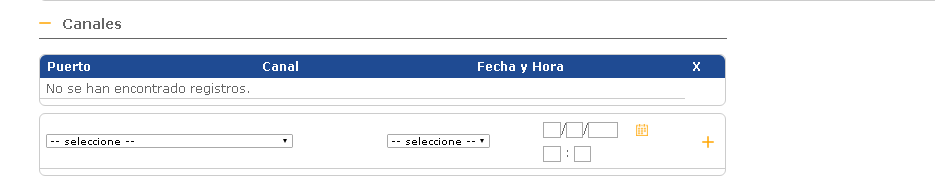 Canales
Puerto Canal Fecha y Hora X
No se han encontrado registros.
/ /
-- seleccione -- -- seleccione --
: